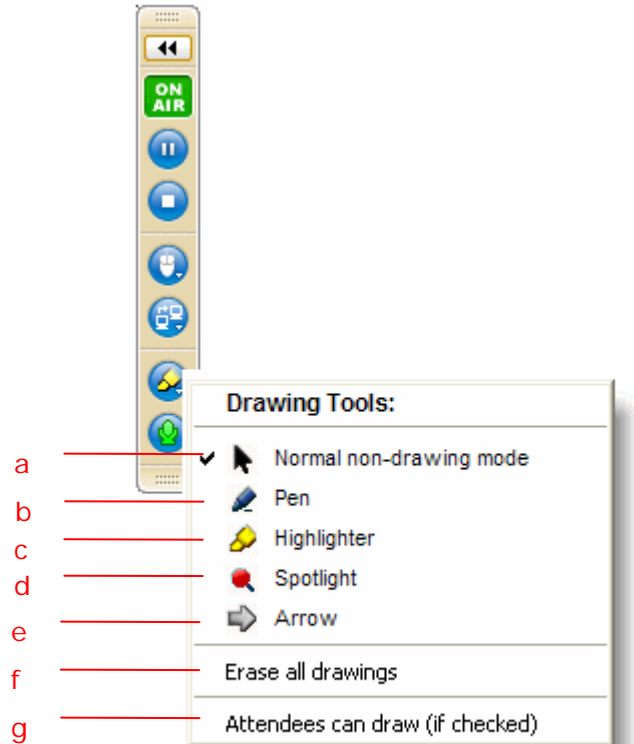 ON
AIR
Drawing Tools:
a
Normal non-drawing mode
b
Pen
c
Highlighter
d
Spotlight
e
Arrow
f
Erase all drawings
g
Attendees can draw (if checked)